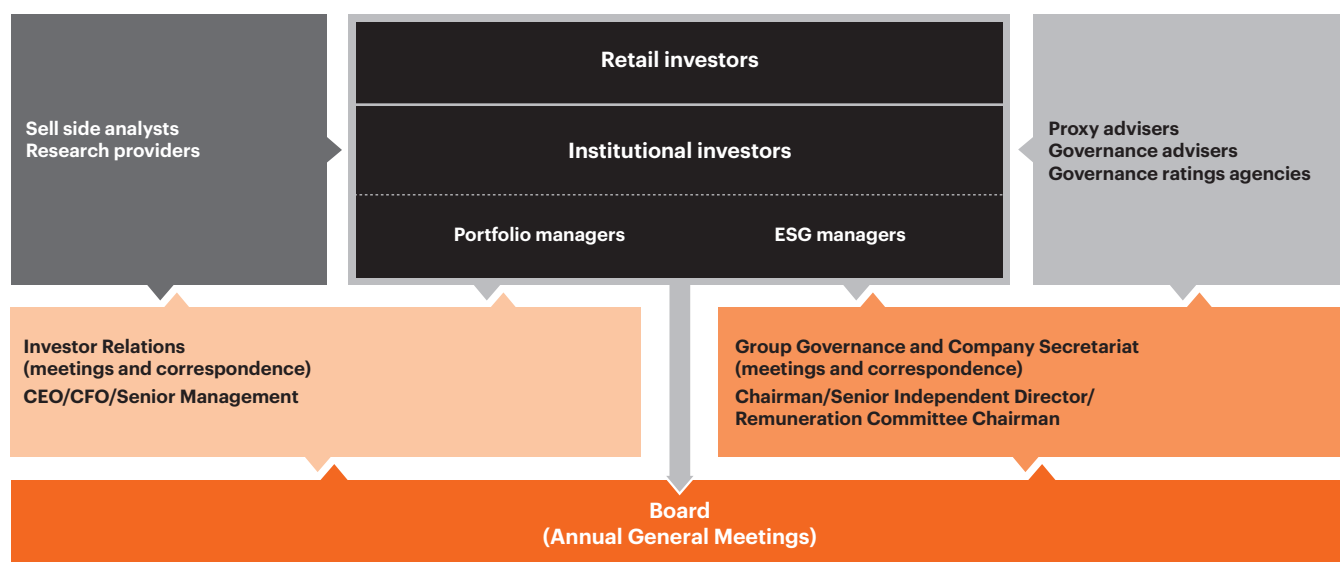 Sell side analysts
Research providers
Retail investors
Institutional investors
Portfolio managers
ESG managers
Proxy advisers
Governance advisers
Governance ratings agencies
Investor Relations
(meetings and correspondence)
CEO/CFO/Senior Management
Group Governance and Company Secretariat
(meetings and correspondence)
Chairman/Senior Independent Director/
Remuneration Committee Chairman
Board
(Annual General Meetings)